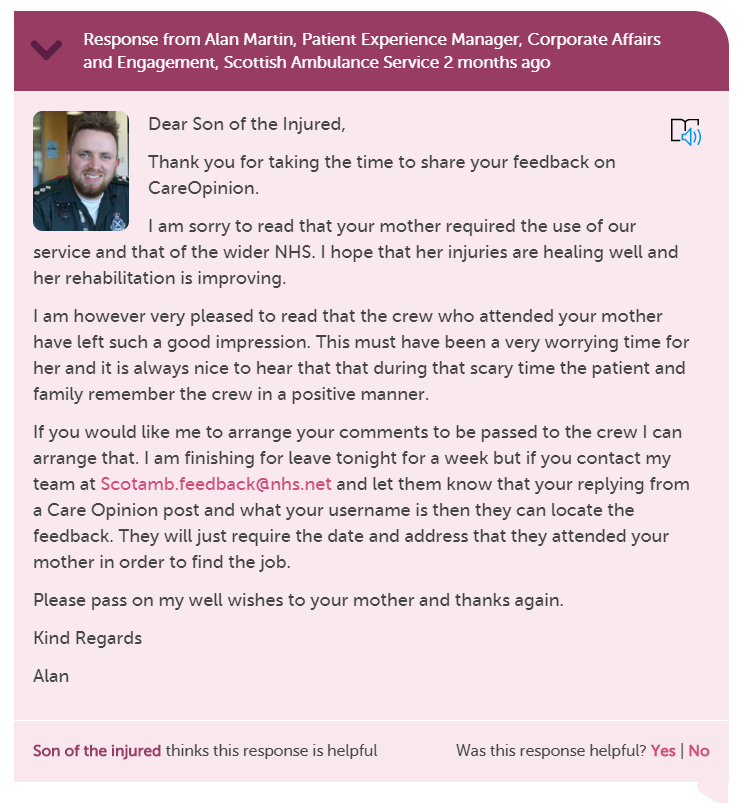 Response from Alan Martin, Patient Experience Manager, Corporate Affairs
and Engagement, Scottish Ambulance Service 2 months ago
Dear Son of the Injured,
Thank you for taking the time to share your feedback on
CareOpinion.
I am sorry to read that your mother required the use of our
service and that of the wider NHS. I hope that her injuries are healing well and
her rehabilitation is improving.
I am however very pleased to read that the crew who attended your mother
have left such a good impression. This must have been a very worrying time for
her and it is always nice to hear that that during that scary time the patient and
family remember the crew in a positive manner.
If you would like me to arrange your comments to be passed to the crew I can
arrange that. I am finishing for leave tonight for a week but if you contact my
team at Scotamb.feedback@nhs.net and let them know that your replying from
a Care Opinion post and what your username is then they can locate the
feedback. They will just require the date and address that they attended your
mother in order to find the job.
Please pass on my well wishes to your mother and thanks again.
Kind Regards
Alan
Son of the injured thinks this response is helpful
Was this response helpful? Yes | No